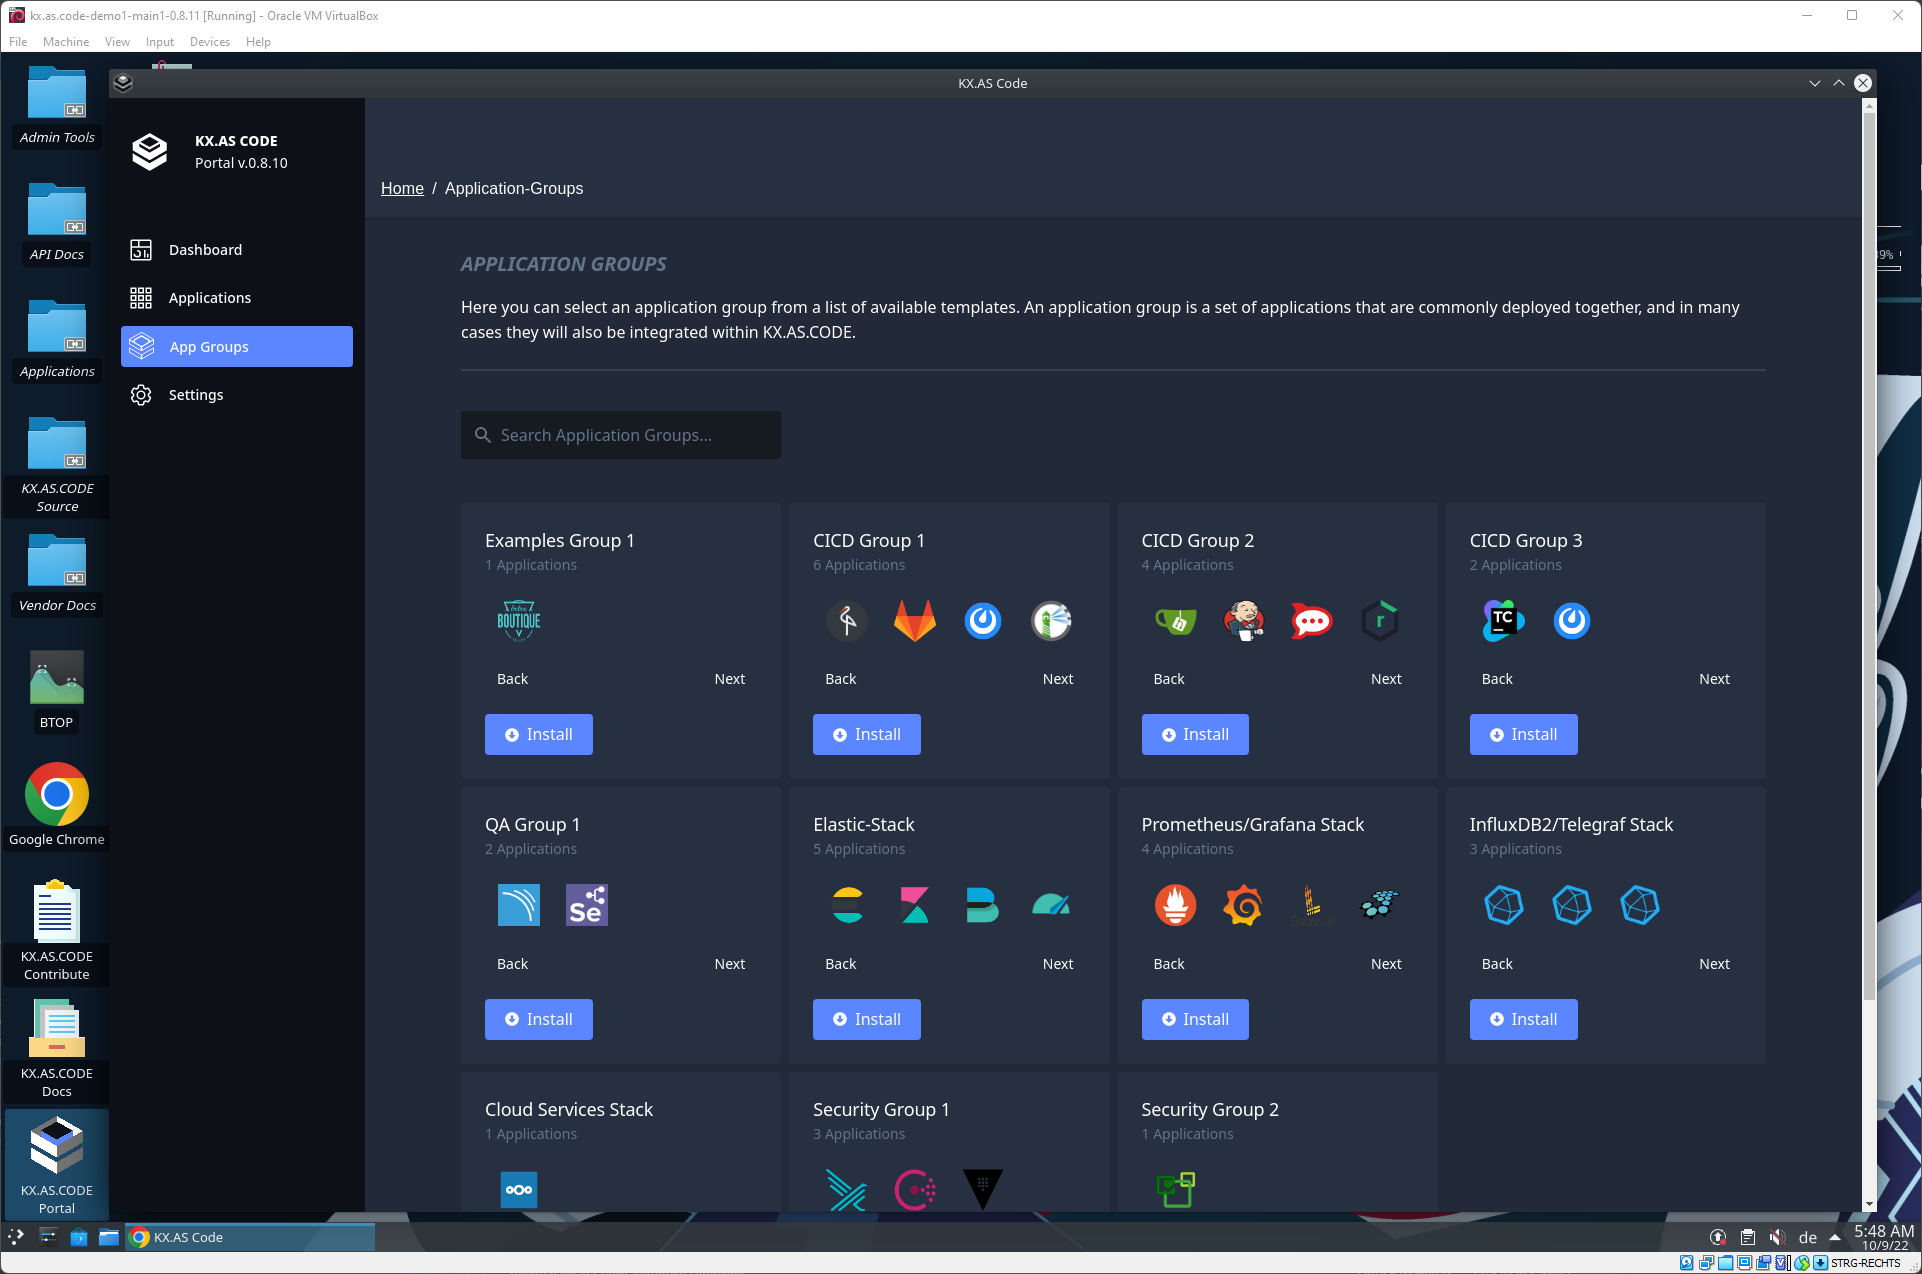 kx.as.code-demo1-main1-0.8.11 [Running] - Oracle VM VirtualBox
File Machine View Input Devices Help
KX.AS Code
Admin Tools
API Docs
Applications
KX.AS.CODE
Source
Vendor Docs
BTOP
Google Chrome
KX.AS.CODE
Contribute
KX.AS.CODE
Docs
KX.AS.CODE
Portal
KX.AS CODE
Portal v.0.8.10
Dashboard
Applications
App Groups
Settings
Home / Application-Groups
APPLICATION GROUPS
Here you can select an application group from a list of available templates. An application group is a set of applications that are commonly deployed together, and in many
cases they will also be integrated within KX.AS.CODE.
Search Application Groups...
Examples Group 1
1 Applications
BOUTIQUE
Back Next
Install
CICD Group 1
6 Applications
Back Next
Install
CICD Group 2
4 Applications
r
Back Next
Install
CICD Group 3
2 Applications
TC
Back Next
Install
QA Group 1
2 Applications
Se
Back Next
Install
Elastic-Stack
5 Applications
Back Next
Install
Prometheus/Grafana Stack
4 Applications
Back Next
Install
InfluxDB2/Telegraf Stack
3 Applications
Back Next
Install
Cloud Services Stack
1 Applications
Security Group 1
3 Applications
Security Group 2
1 Applications
39%
KX.AS Code
de
5:48 AM
10/9/22
STRG-RECHTS